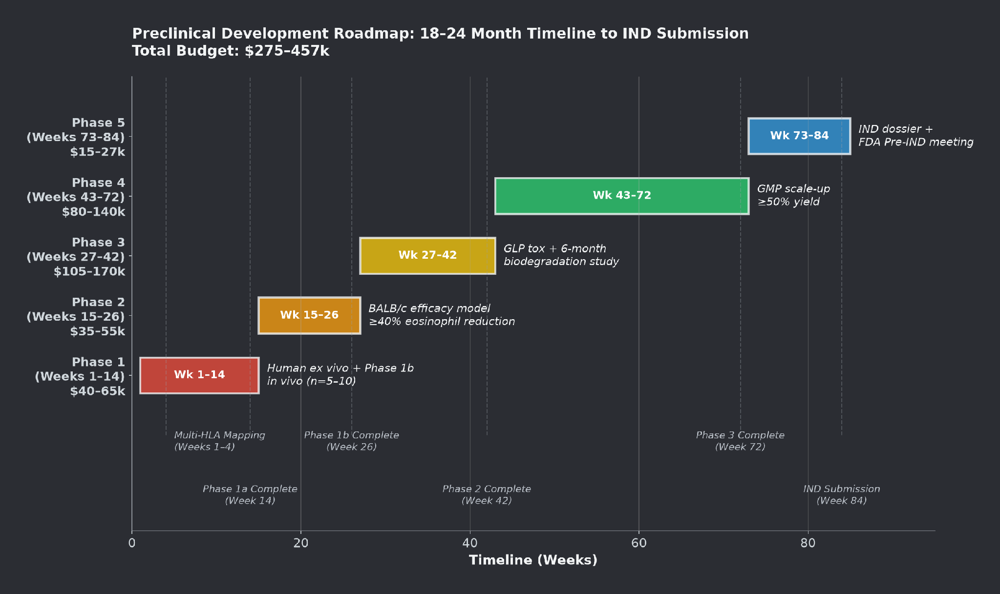 Preclinical Development Roadmap: 18–24 Month Timeline to IND Submission
Total Budget: $275–457k
Phase 5
(Weeks 73–84)
$15–27k
Wk 73–84
IND dossier +
FDA Pre-IND meeting
Phase 4
(Weeks 43–72)
$80–140k
Wk 43–72
GMP scale-up
≥50% yield
Phase 3
(Weeks 27–42)
$105–170k
Wk 27–42
GLP tox + 6-month
biodegradation study
Phase 2
(Weeks 15–26)
$35–55k
Wk 15–26
BALB/c efficacy model
≥40% eosinophil reduction
Phase 1
(Weeks 1–14)
$40–65k
Wk 1–14
Human ex vivo + Phase 1b
in vivo (n=5–10)
Multi-HLA Mapping
(Weeks 1–4)
Phase 1b Complete
(Week 26)
Phase 3 Complete
(Week 72)
Phase 1a Complete
(Week 14)
Phase 2 Complete
(Week 42)
IND Submission
(Week 84)
0 20 40 60 80
Timeline (Weeks)